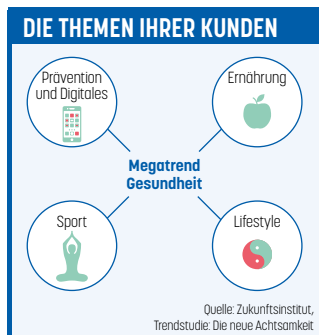 DIE THEMEN IHRER KUNDEN
Prävention
und Digitales
Ernährung
Megatrend
Gesundheit
Sport
Lifestyle
Quelle: Zukunftsinstitut,
Trendstudie: Die neue Achtsamkeit